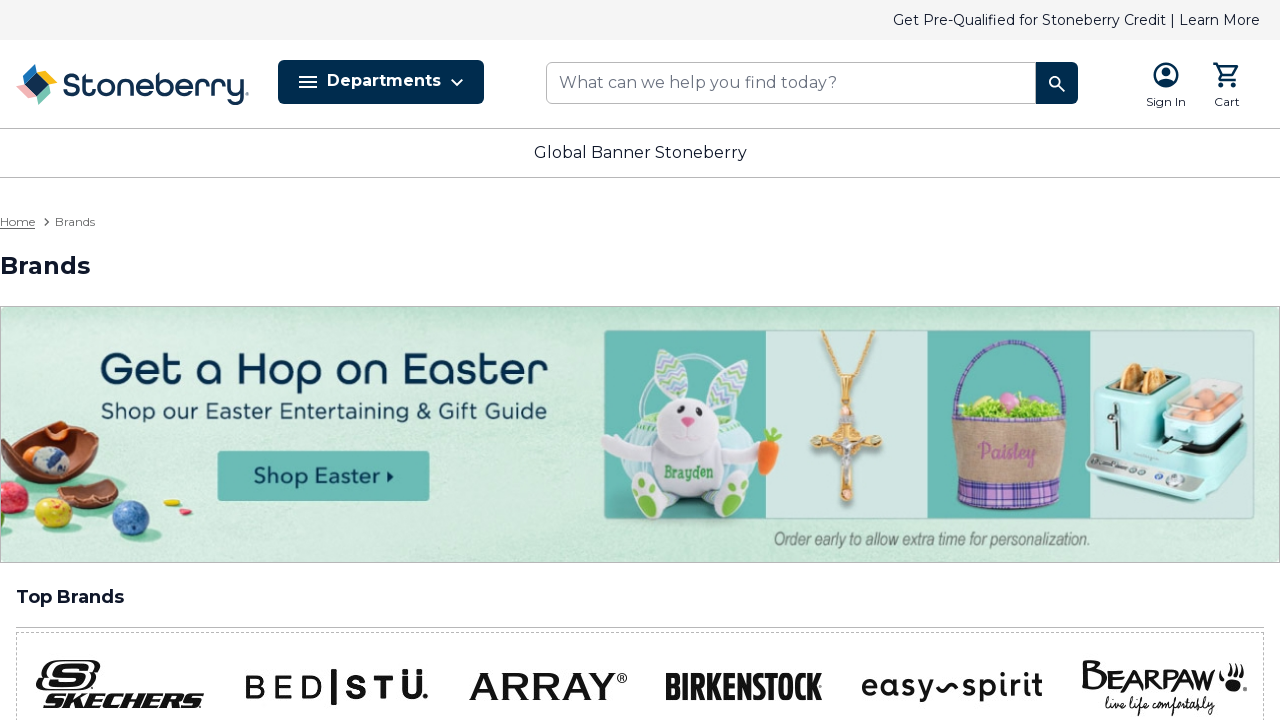 Get Pre-Qualified for Stoneberry Credit | Learn More
Stoneberry
Departments
What can we help you find today?
Sign In
Cart
Global Banner Stoneberry
Home
Brands
Brands
Get a Hop on Easter
Shop our Easter Entertaining & Gift Guide
Shop Easter
Brayden
Paisley
Order early to allow extra time for personalization.
Top Brands
SKECHERS
BED|STÜ.
ARRAY®
BIRKENSTOCK
easy spirit
BEARPAW
live life comfortably